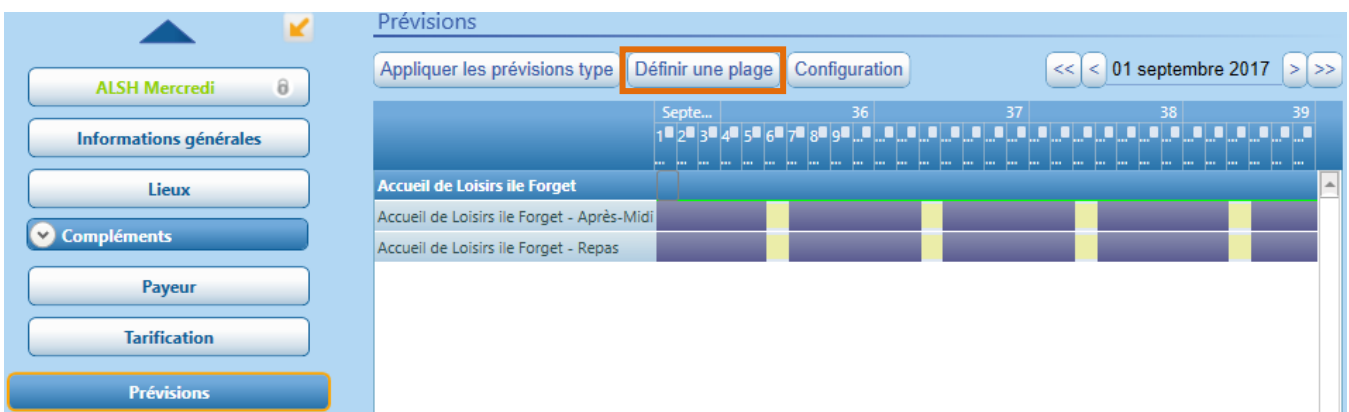 Prévisions
Appliquer les prévisions type Définir une plage Configuration << < 01 septembre 2017 > >>
ALSH Mercredi
Informations générales
Lieux
Compléments
Payeur
Tarification
Prévisions
Septe... 36 37 38 39
1 2 3 4 5 6 7 8 9 ... ... ... ... ... ... ... ... ... ... ... ... ... ... ... ... ... ... ... ... ...
... ... ... ... ... ... ... ... ... ... ... ... ... ... ... ... ... ... ... ... ... ... ... ... ... ... ... ... ... ...
Accueil de Loisirs ile Forget
Accueil de Loisirs ile Forget - Après-Midi
Accueil de Loisirs ile Forget - Repas